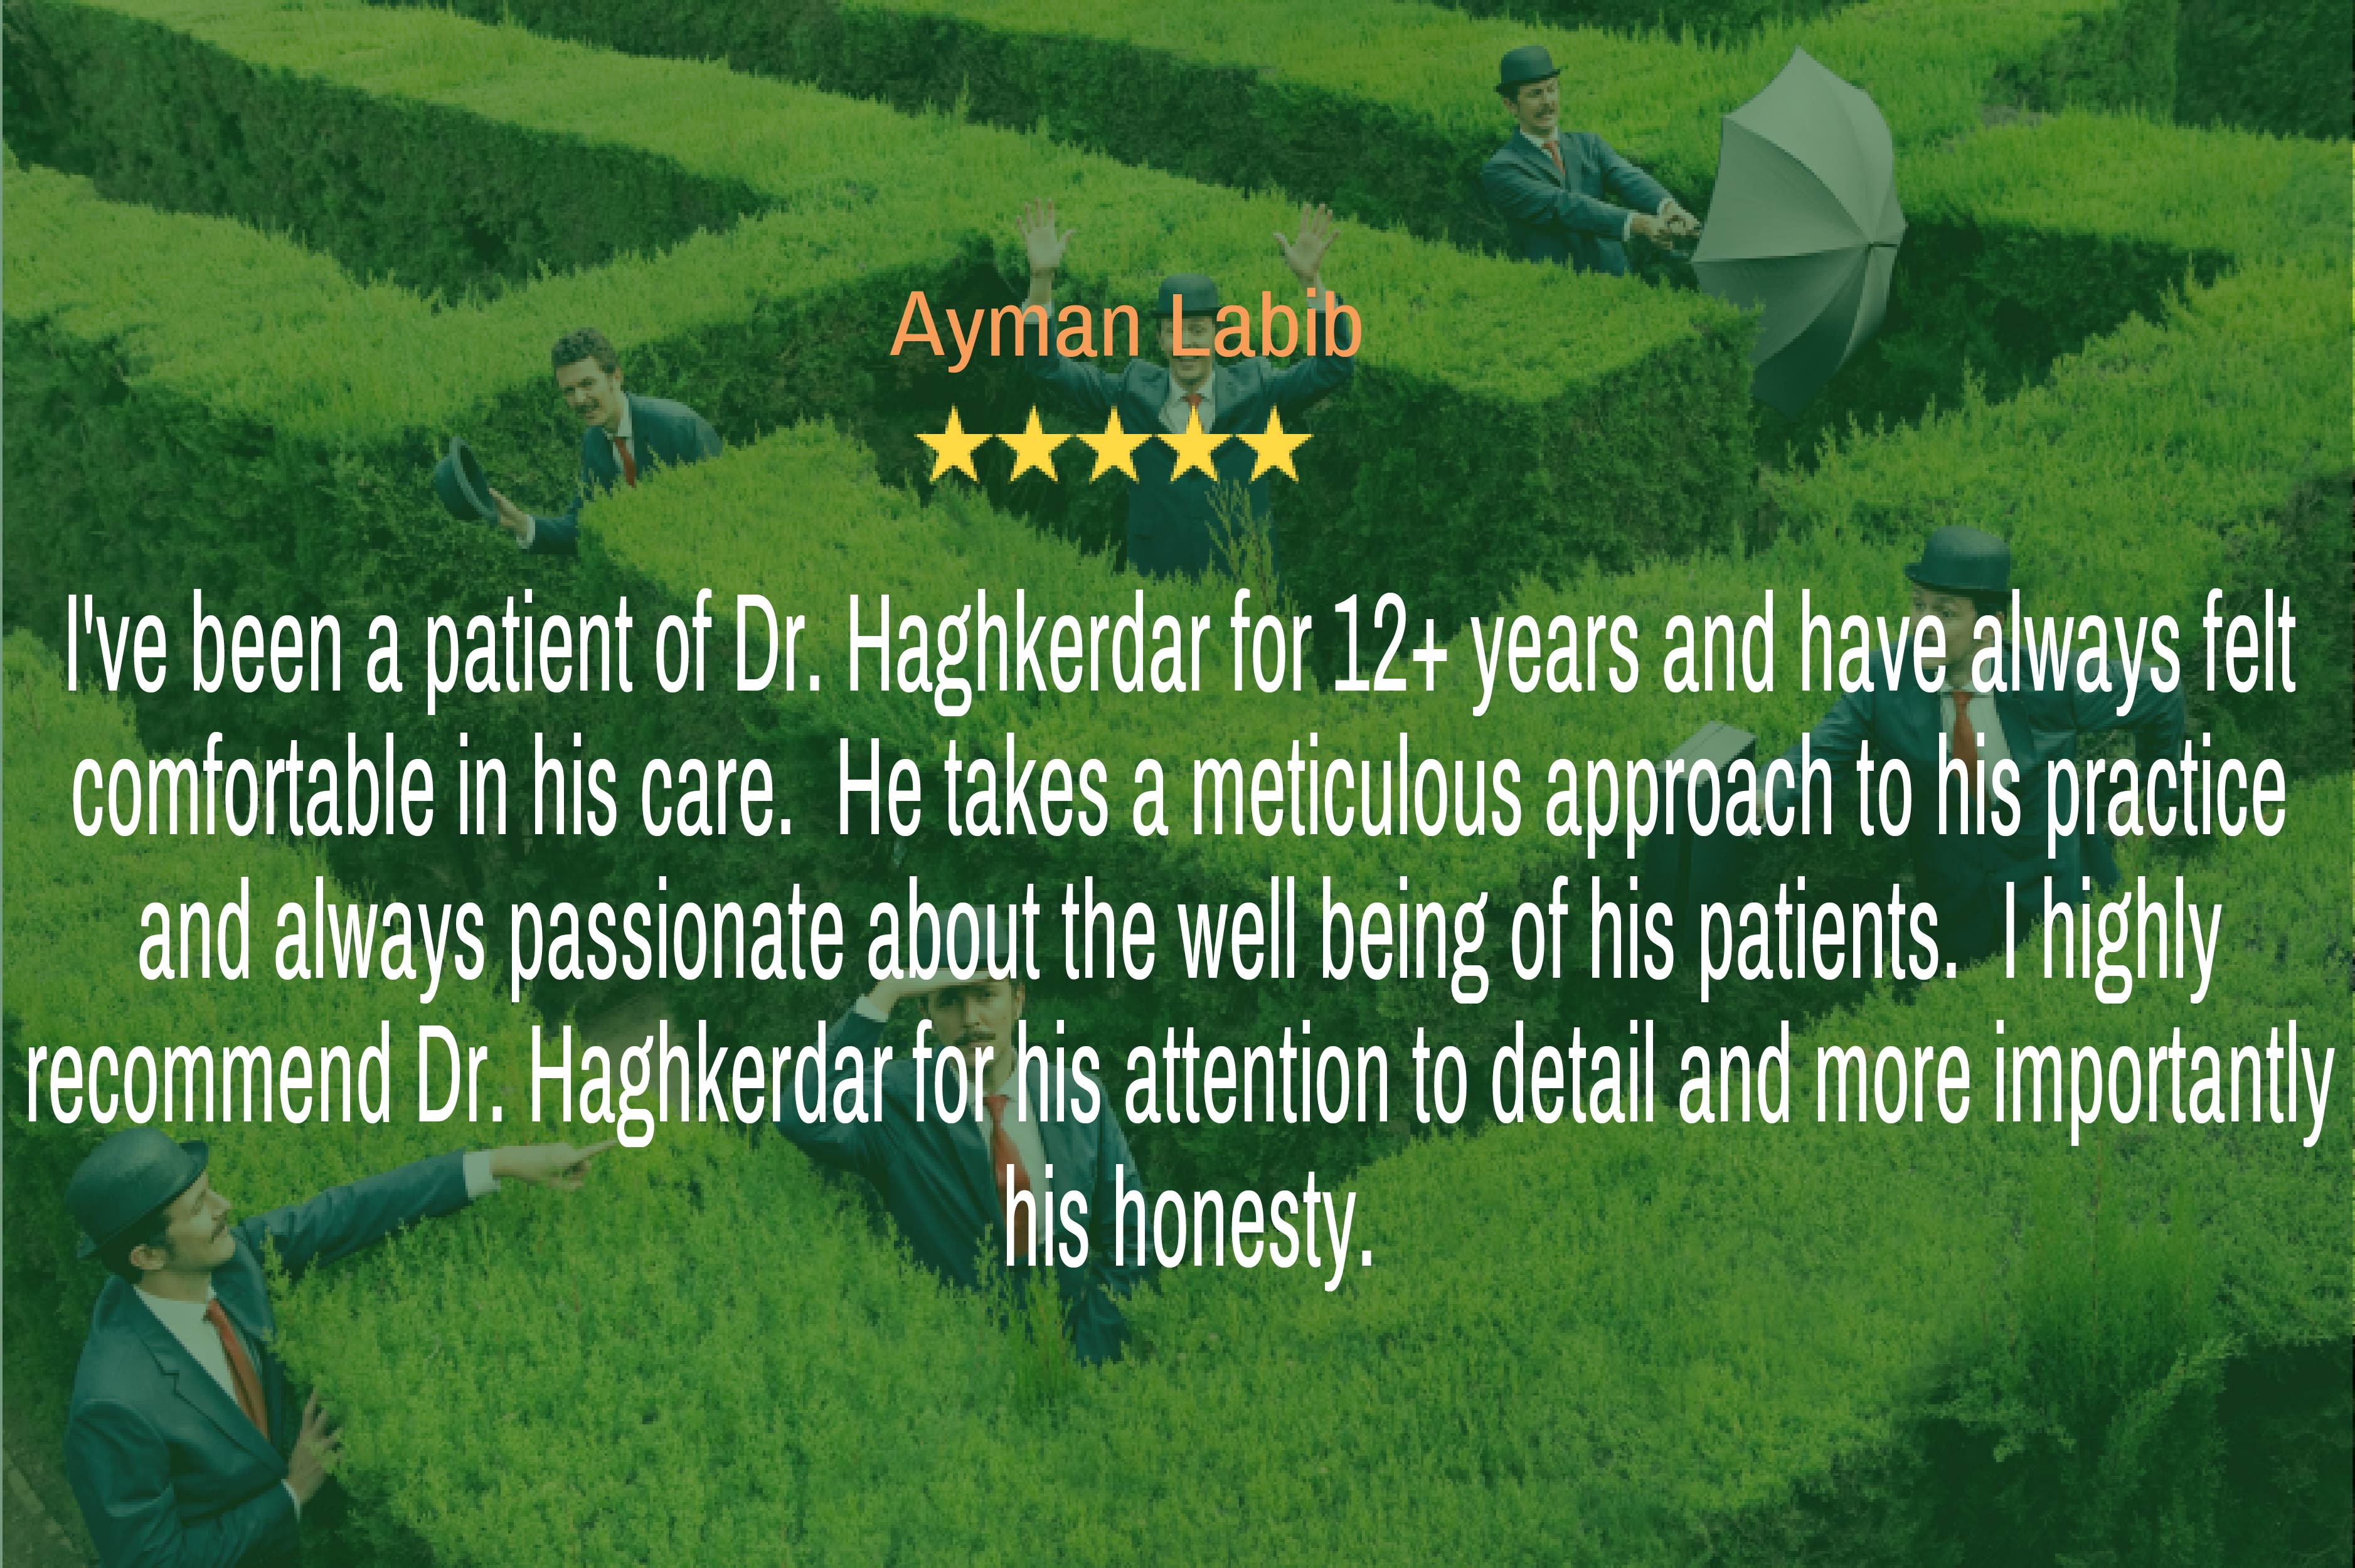 Ayman Labib
I've been a patient of Dr. Haghkerdar for 12+ years and have always felt
comfortable in his care.  He takes a meticulous approach to his practice
and always passionate about the well being of his patients.  I highly
recommend Dr. Haghkerdar for his attention to detail and more importantly
his honesty.